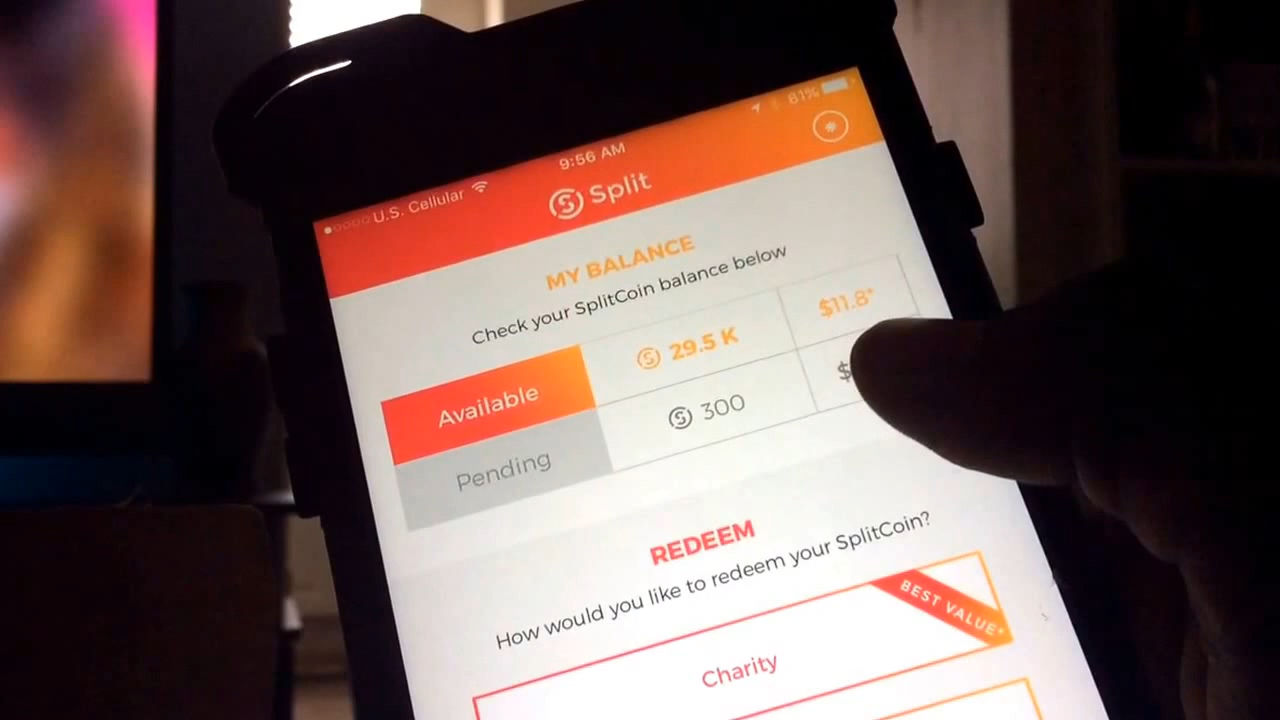 U.S. Cellular 9:56 AM 81%
Split
MY BALANCE
Check your SplitCoin balance below
Available 29.5 K $11.8*
Pending 300 $
REDEEM
How would you like to redeem your SplitCoin?
BEST VALUE*
Charity